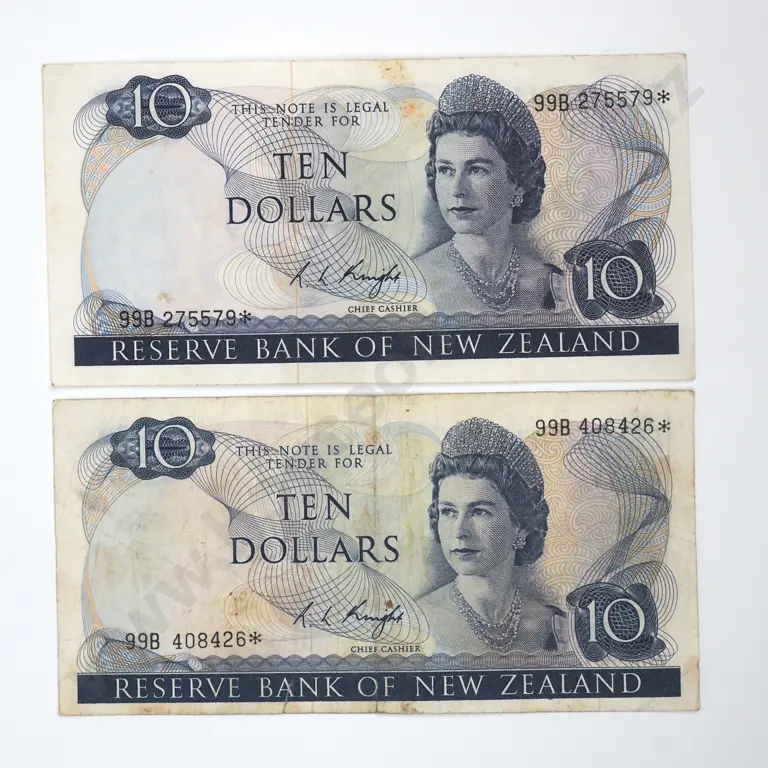 10
THIS NOTE IS LEGAL
TENDER FOR
99B 275579*
TEN
DOLLARS
R L Knight
CHIEF CASHIER
10
99B 275579*
RESERVE BANK OF NEW ZEALAND
10
THIS NOTE IS LEGAL
TENDER FOR
99B 408426*
TEN
DOLLARS
R L Knight
CHIEF CASHIER
10
99B 408426*
RESERVE BANK OF NEW ZEALAND